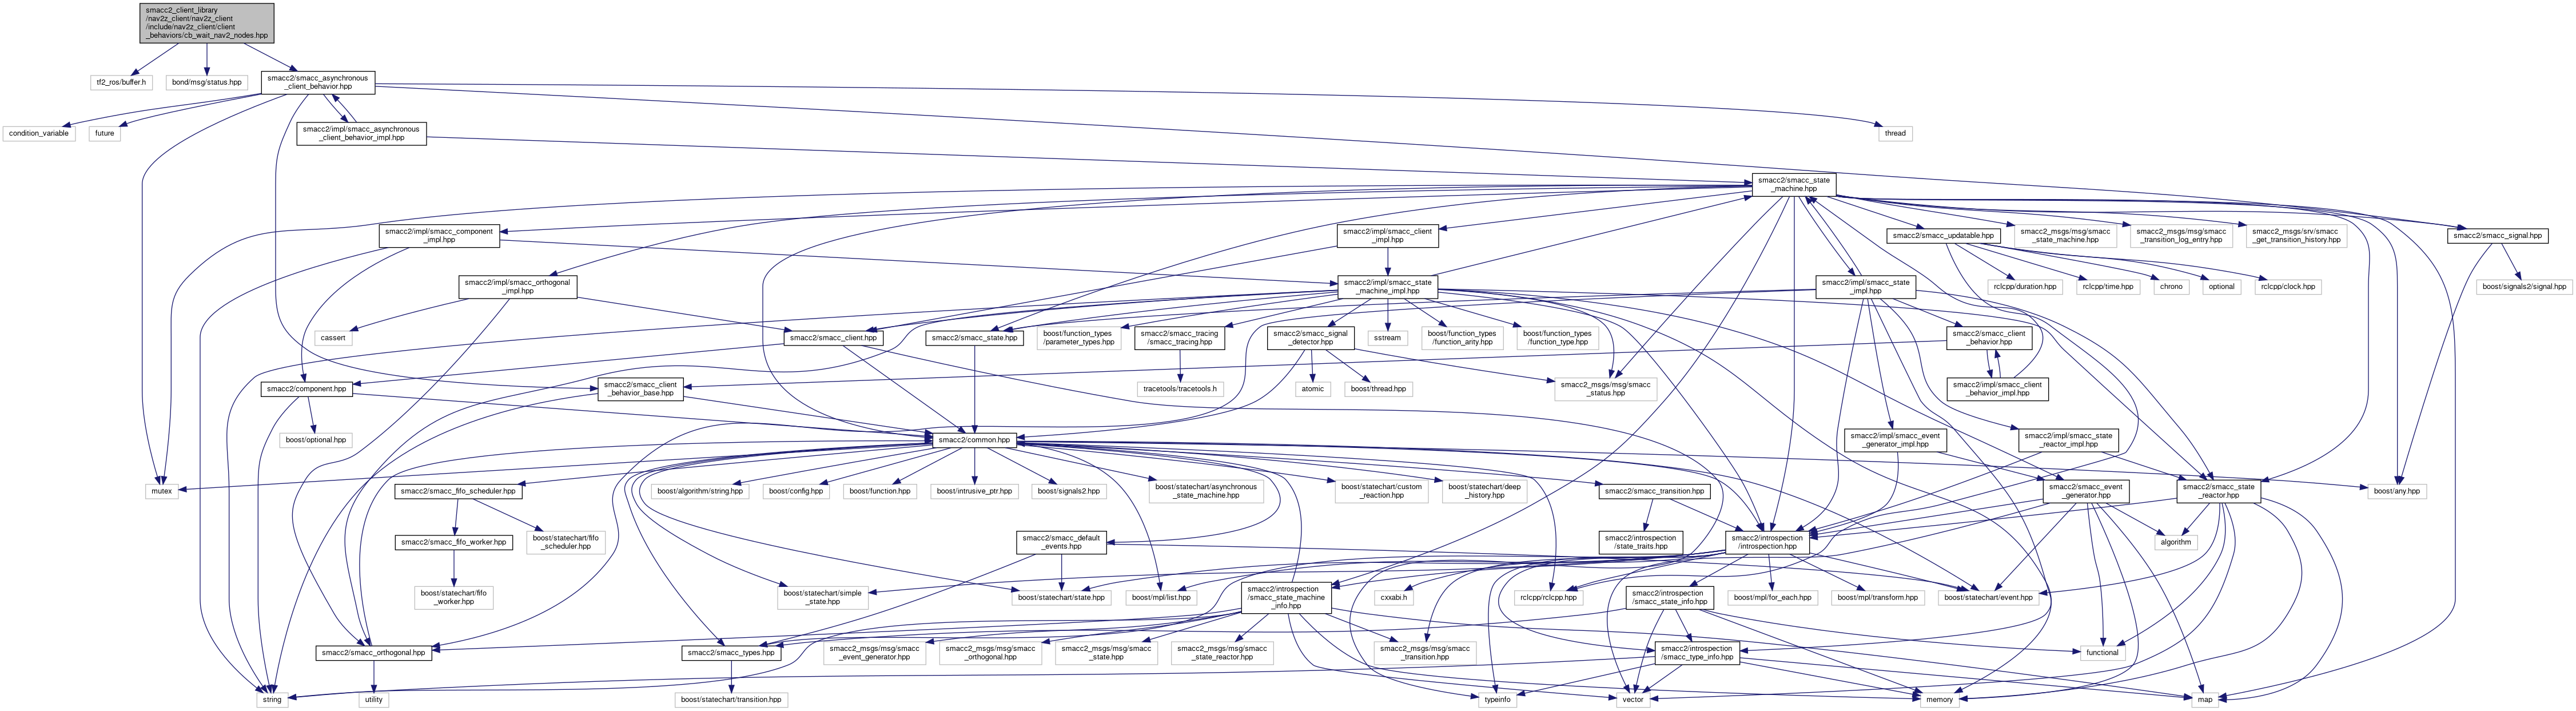 smacc2_client_library
/nav2z_client/nav2z_client
/include/nav2z_client/client
_behaviors/cb_wait_nav2_nodes.hpp
tf2_ros/buffer.h
bond/msg/status.hpp
smacc2/smacc_asynchronous
_client_behavior.hpp
condition_variable
future
smacc2/impl/smacc_asynchronous
_client_behavior_impl.hpp
thread
smacc2/smacc_state
_machine.hpp
smacc2/impl/smacc_component
_impl.hpp
smacc2/impl/smacc_client
_impl.hpp
smacc2/smacc_updatable.hpp
smacc2_msgs/msg/smacc
_state_machine.hpp
smacc2_msgs/msg/smacc
_transition_log_entry.hpp
smacc2_msgs/srv/smacc
_get_transition_history.hpp
smacc2/smacc_signal.hpp
smacc2/impl/smacc_orthogonal
_impl.hpp
smacc2/impl/smacc_state
_machine_impl.hpp
smacc2/impl/smacc_state
_impl.hpp
rclcpp/duration.hpp
rclcpp/time.hpp
chrono
optional
rclcpp/clock.hpp
boost/signals2/signal.hpp
cassert
smacc2/smacc_client.hpp
smacc2/smacc_state.hpp
boost/function_types
/parameter_types.hpp
smacc2/smacc_tracing
/smacc_tracing.hpp
smacc2/smacc_signal
_detector.hpp
sstream
boost/function_types
/function_arity.hpp
boost/function_types
/function_type.hpp
smacc2/smacc_client
_behavior.hpp
smacc2/component.hpp
smacc2/smacc_client
_behavior_base.hpp
tracetools/tracetools.h
atomic
boost/thread.hpp
smacc2_msgs/msg/smacc
_status.hpp
smacc2/impl/smacc_client
_behavior_impl.hpp
boost/optional.hpp
smacc2/common.hpp
smacc2/impl/smacc_event
_generator_impl.hpp
smacc2/impl/smacc_state
_reactor_impl.hpp
mutex
smacc2/smacc_fifo_scheduler.hpp
boost/algorithm/string.hpp
boost/config.hpp
boost/function.hpp
boost/intrusive_ptr.hpp
boost/signals2.hpp
boost/statechart/asynchronous
_state_machine.hpp
boost/statechart/custom
_reaction.hpp
boost/statechart/deep
_history.hpp
smacc2/smacc_transition.hpp
smacc2/smacc_event
_generator.hpp
smacc2/smacc_state
_reactor.hpp
boost/any.hpp
smacc2/smacc_fifo_worker.hpp
boost/statechart/fifo
_scheduler.hpp
smacc2/smacc_default
_events.hpp
smacc2/introspection
/state_traits.hpp
smacc2/introspection
/introspection.hpp
algorithm
boost/statechart/fifo
_worker.hpp
boost/statechart/simple
_state.hpp
boost/statechart/state.hpp
boost/mpl/list.hpp
smacc2/introspection
/smacc_state_machine
_info.hpp
cxxabi.h
rclcpp/rclcpp.hpp
smacc2/introspection
/smacc_state_info.hpp
boost/mpl/for_each.hpp
boost/mpl/transform.hpp
boost/statechart/event.hpp
smacc2/smacc_orthogonal.hpp
smacc2/smacc_types.hpp
smacc2_msgs/msg/smacc
_event_generator.hpp
smacc2_msgs/msg/smacc
_orthogonal.hpp
smacc2_msgs/msg/smacc
_state.hpp
smacc2_msgs/msg/smacc
_state_reactor.hpp
smacc2_msgs/msg/smacc
_transition.hpp
smacc2/introspection
/smacc_type_info.hpp
functional
string
utility
boost/statechart/transition.hpp
typeinfo
vector
memory
map